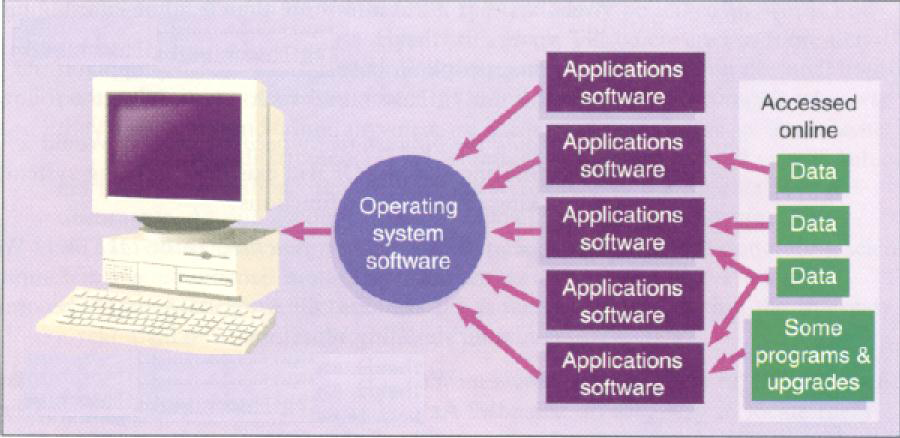 Applications
software
Applications
software
Applications
software
Applications
software
Applications
software
Operating
system
software
Accessed
online
Data
Data
Data
Some
programs &
upgrades